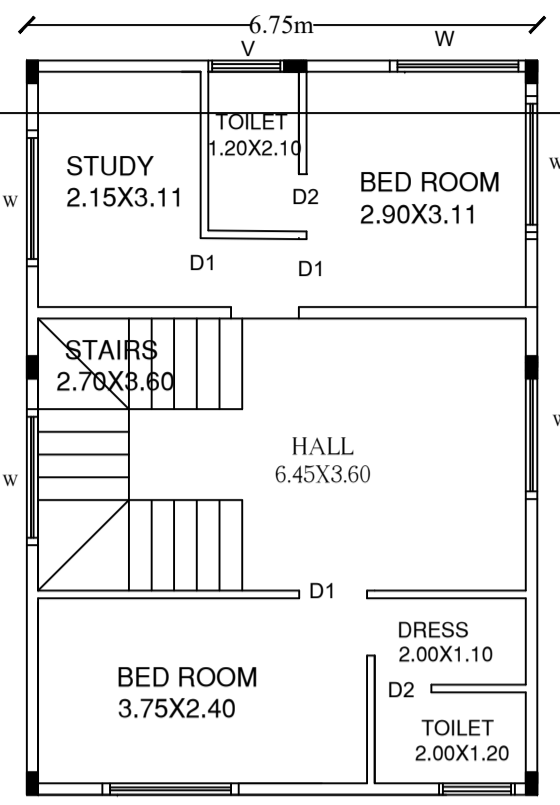 6.75m
V
W
TOILET
1.20X2.10
STUDY
2.15X3.11
W
W
BED ROOM
2.90X3.11
D2
D1
D1
STAIRS
2.70X3.60
HALL
6.45X3.60
W
W
D1
DRESS
2.00X1.10
BED ROOM
3.75X2.40
D2
TOILET
2.00X1.20